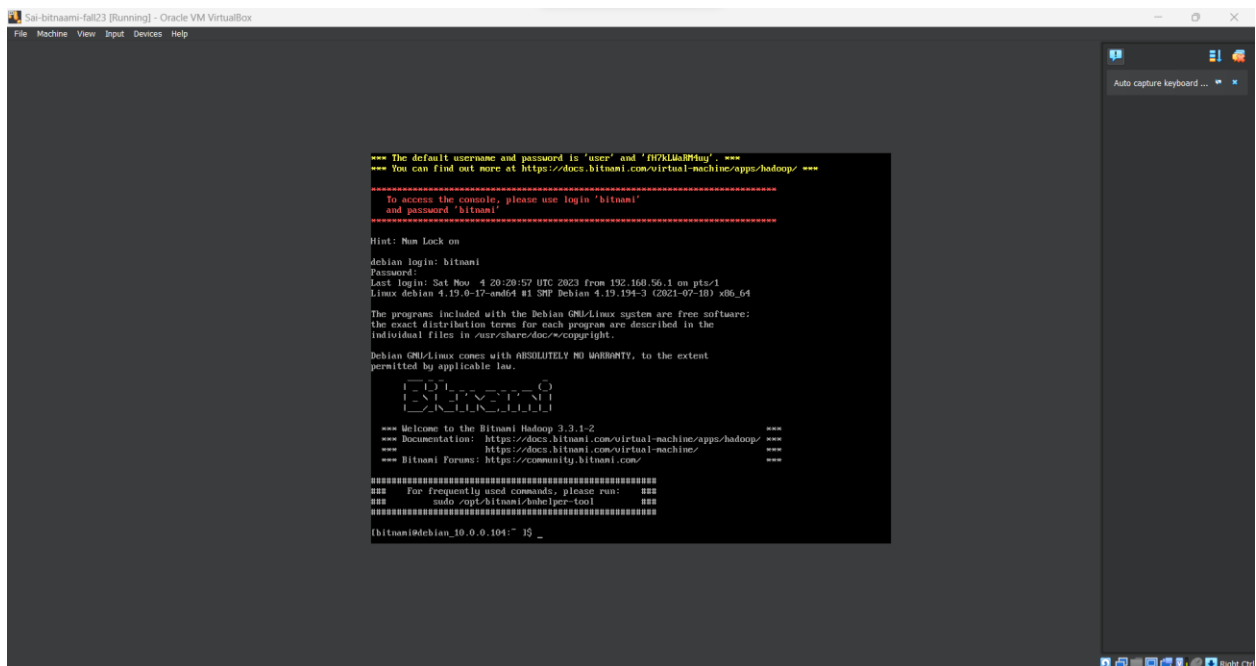 Sai-bitnaami-fall23 [Running] - Oracle VM VirtualBox
File Machine View Input Devices Help
Auto capture keyboard ...
*** The default username and password is 'user' and 'fH7kLWaRM4uy'. ***
*** You can find out more at https://docs.bitnami.com/virtual-machine/apps/hadoop/ ***
******************************************************************************
To access the console, please use login 'bitnami'
and password 'bitnami'
******************************************************************************
Hint: Num Lock on
debian login: bitnami
Password:
Last login: Sat Nov  4 20:20:57 UTC 2023 from 192.168.56.1 on pts/1
Linux debian 4.19.0-17-amd64 #1 SMP Debian 4.19.194-3 (2021-07-18) x86_64
The programs included with the Debian GNU/Linux system are free software;
the exact distribution terms for each program are described in the
individual files in /usr/share/doc/*/copyright.
Debian GNU/Linux comes with ABSOLUTELY NO WARRANTY, to the extent
permitted by applicable law.
Bitnami
*** Welcome to the Bitnami Hadoop 3.3.1-2 ***
*** Documentation: https://docs.bitnami.com/virtual-machine/apps/hadoop/ ***
*** https://docs.bitnami.com/virtual-machine/ ***
*** Bitnami Forums: https://community.bitnami.com/ ***
#######################################################
### For frequently used commands, please run: ###
### sudo /opt/bitnami/bnhelper-tool ###
#######################################################
[bitnami@debian_10.0.0.104:~ ]$ _
Right Ctrl